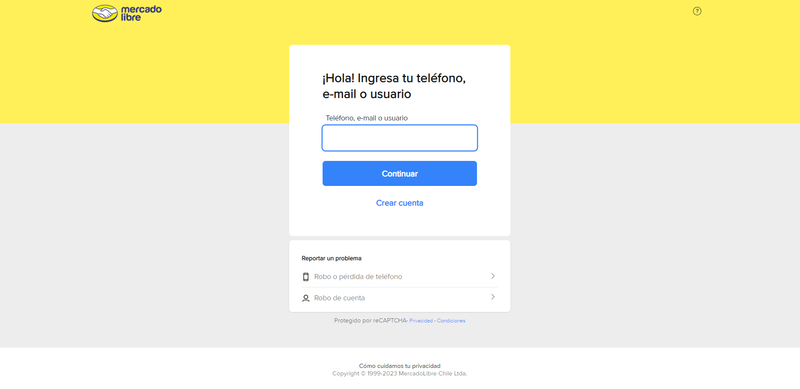 mercado
libre
?
¡Hola! Ingresa tu teléfono,
e-mail o usuario
Teléfono, e-mail o usuario
Continuar
Crear cuenta
Reportar un problema
Robo o perdida de teléfono
Robo de cuenta
Protegido por reCAPTCHA- Privacidad - Condiciones
Cómo cuidamos tu privacidad
Copyright © 1999-2023 MercadoLibre Chile Ltda.